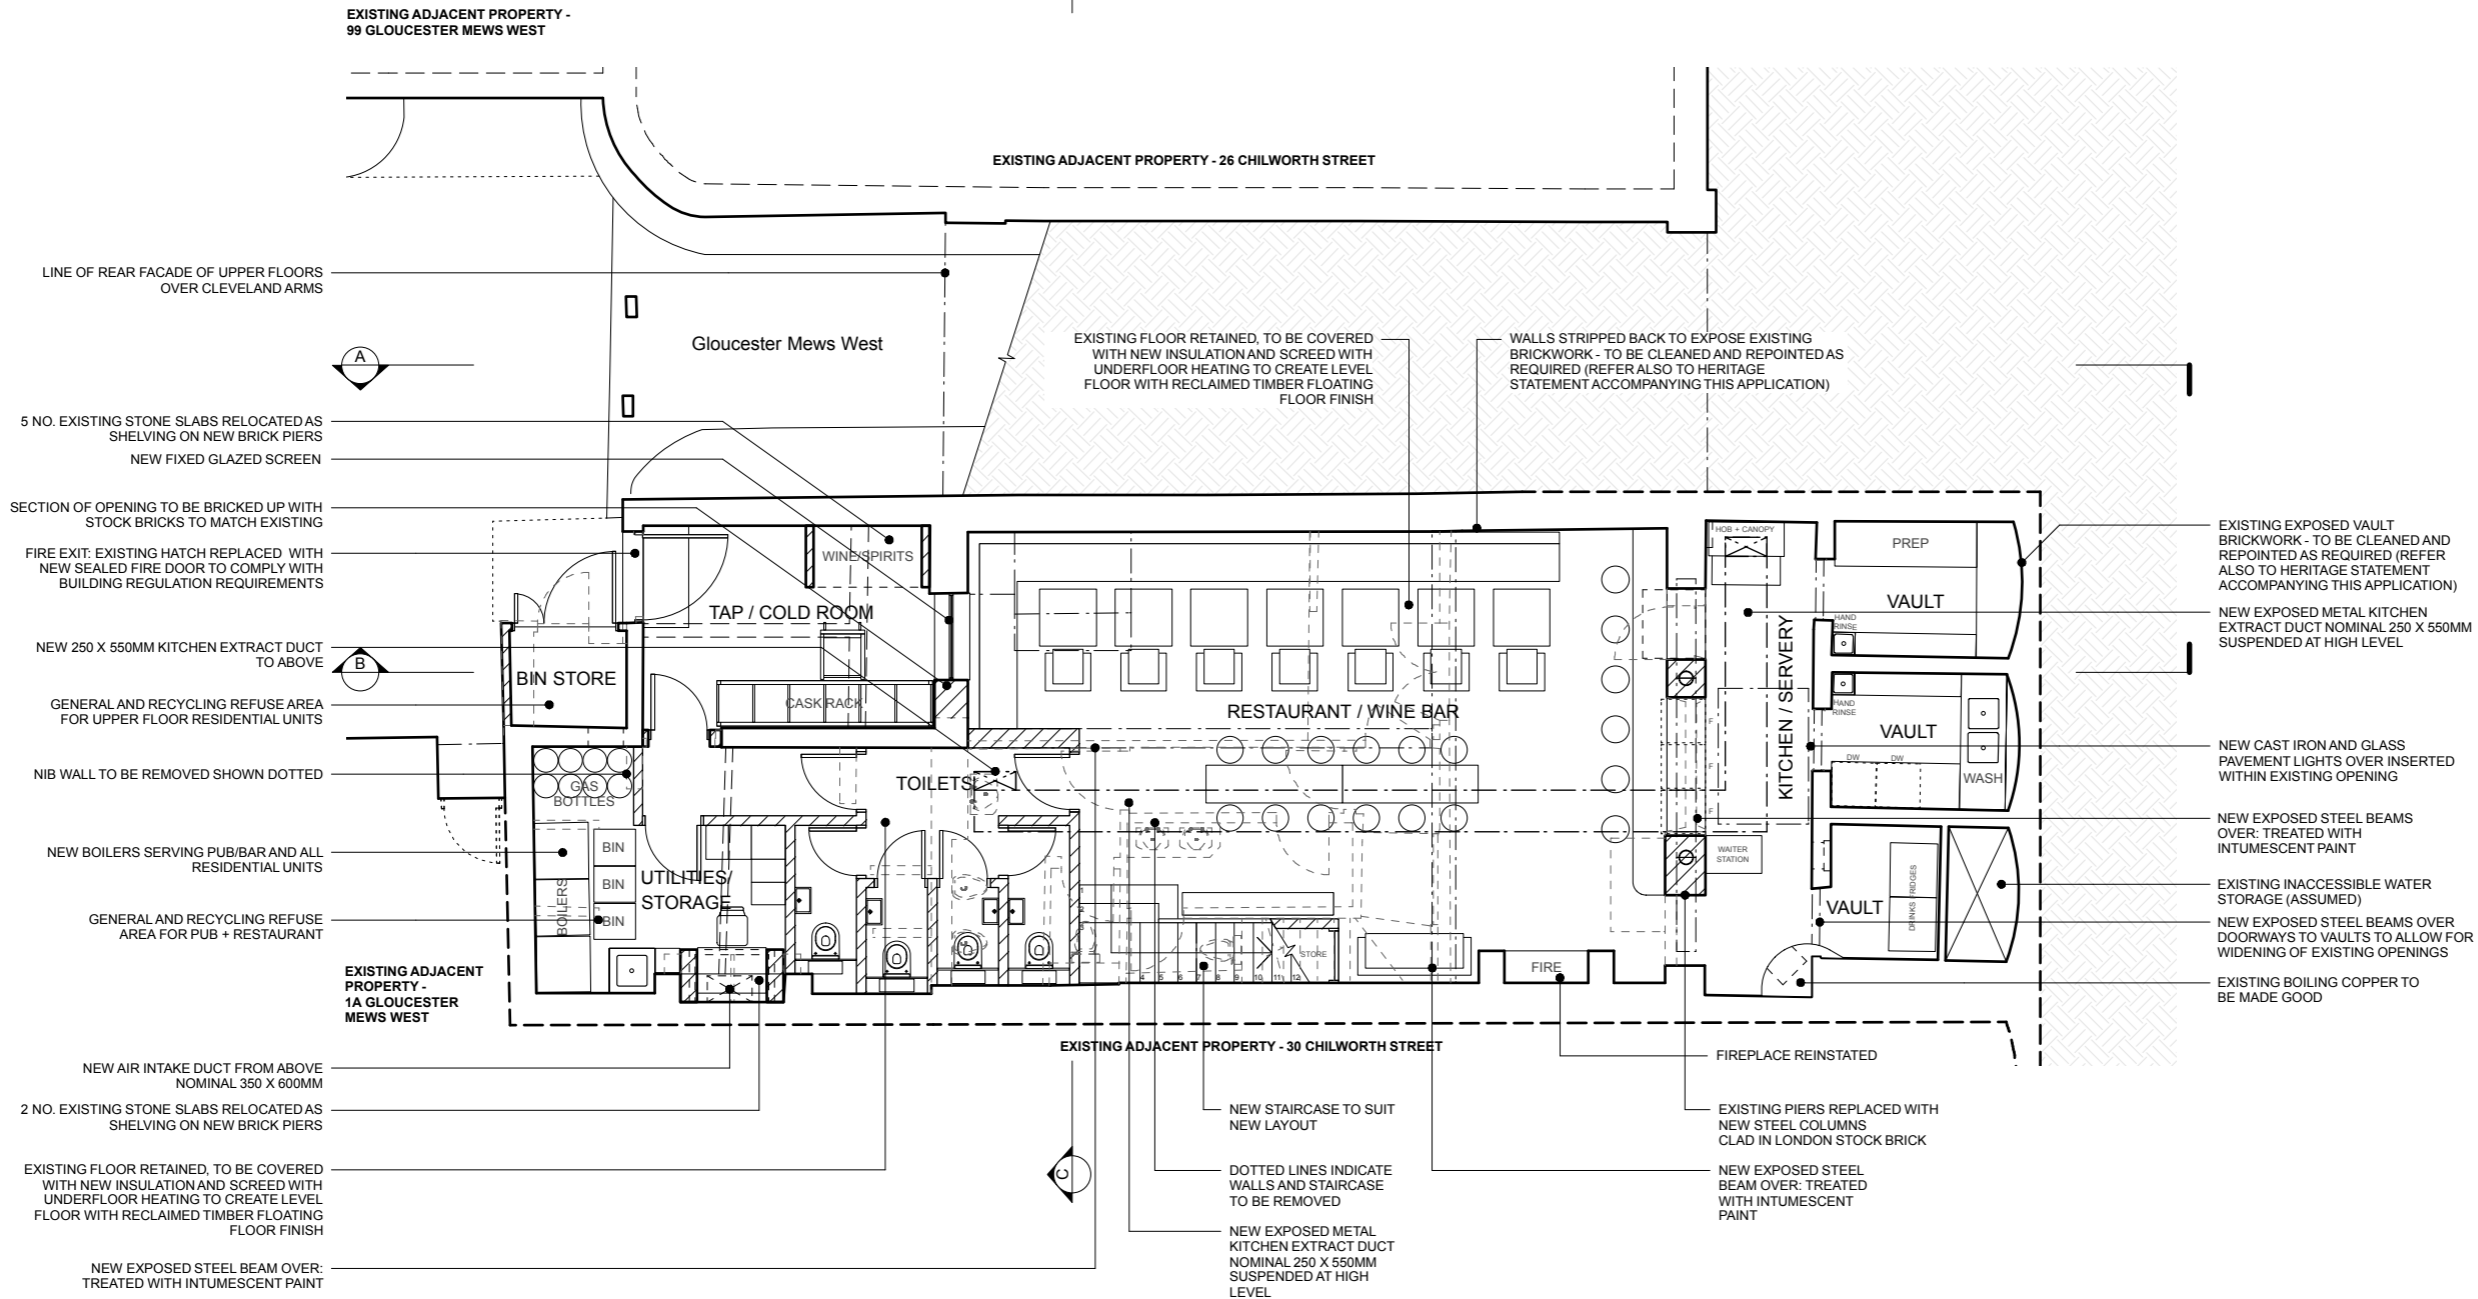 EXISTING ADJACENT PROPERTY -
99 GLOUCESTER MEWS WEST
EXISTING ADJACENT PROPERTY - 26 CHILWORTH STREET
LINE OF REAR FACADE OF UPPER FLOORS
OVER CLEVELAND ARMS
Gloucester Mews West
A
5 NO. EXISTING STONE SLABS RELOCATED AS
SHELVING ON NEW BRICK PIERS
NEW FIXED GLAZED SCREEN
SECTION OF OPENING TO BE BRICKED UP WITH
STOCK BRICKS TO MATCH EXISTING
FIRE EXIT: EXISTING HATCH REPLACED WITH
NEW SEALED FIRE DOOR TO COMPLY WITH
BUILDING REGULATION REQUIREMENTS
NEW 250 X 550MM KITCHEN EXTRACT DUCT
TO ABOVE
B
GENERAL AND RECYCLING REFUSE AREA
FOR UPPER FLOOR RESIDENTIAL UNITS
NIB WALL TO BE REMOVED SHOWN DOTTED
NEW BOILERS SERVING PUB/BAR AND ALL
RESIDENTIAL UNITS
GENERAL AND RECYCLING REFUSE
AREA FOR PUB + RESTAURANT
EXISTING ADJACENT
PROPERTY -
1A GLOUCESTER
MEWS WEST
NEW AIR INTAKE DUCT FROM ABOVE
NOMINAL 350 X 600MM
2 NO. EXISTING STONE SLABS RELOCATED AS
SHELVING ON NEW BRICK PIERS
EXISTING FLOOR RETAINED, TO BE COVERED
WITH NEW INSULATION AND SCREED WITH
UNDERFLOOR HEATING TO CREATE LEVEL
FLOOR WITH RECLAIMED TIMBER FLOATING
FLOOR FINISH
NEW EXPOSED STEEL BEAM OVER:
TREATED WITH INTUMESCENT PAINT
EXISTING FLOOR RETAINED, TO BE COVERED
WITH NEW INSULATION AND SCREED WITH
UNDERFLOOR HEATING TO CREATE LEVEL
FLOOR WITH RECLAIMED TIMBER FLOATING
FLOOR FINISH
WALLS STRIPPED BACK TO EXPOSE EXISTING
BRICKWORK - TO BE CLEANED AND REPOINTED AS
REQUIRED (REFER ALSO TO HERITAGE
STATEMENT ACCOMPANYING THIS APPLICATION)
WINE/SPIRITS
TAP / COLD ROOM
BIN STORE
CASK RACK
GAS
BOTTLES
TOILETS
BIN
BIN
BIN
BOILERS
UTILITIES/
STORAGE
RESTAURANT / WINE BAR
4 5 6 7 8 9 10 11 12
STORE
FIRE
HOB + CANOPY
KITCHEN / SERVERY
F
F
F
WAITER
STATION
PREP
VAULT
HAND
RINSE
HAND
RINSE
VAULT
DW DW
WASH
VAULT
DRINKS FRIDGES
EXISTING EXPOSED VAULT
BRICKWORK - TO BE CLEANED AND
REPOINTED AS REQUIRED (REFER
ALSO TO HERITAGE STATEMENT
ACCOMPANYING THIS APPLICATION)
NEW EXPOSED METAL KITCHEN
EXTRACT DUCT NOMINAL 250 X 550MM
SUSPENDED AT HIGH LEVEL
NEW CAST IRON AND GLASS
PAVEMENT LIGHTS OVER INSERTED
WITHIN EXISTING OPENING
NEW EXPOSED STEEL BEAMS
OVER: TREATED WITH
INTUMESCENT PAINT
EXISTING INACCESSIBLE WATER
STORAGE (ASSUMED)
NEW EXPOSED STEEL BEAMS OVER
DOORWAYS TO VAULTS TO ALLOW FOR
WIDENING OF EXISTING OPENINGS
EXISTING BOILING COPPER TO
BE MADE GOOD
EXISTING ADJACENT PROPERTY - 30 CHILWORTH STREET
FIREPLACE REINSTATED
C
NEW STAIRCASE TO SUIT
NEW LAYOUT
DOTTED LINES INDICATE
WALLS AND STAIRCASE
TO BE REMOVED
NEW EXPOSED METAL
KITCHEN EXTRACT DUCT
NOMINAL 250 X 550MM
SUSPENDED AT HIGH
LEVEL
EXISTING PIERS REPLACED WITH
NEW STEEL COLUMNS
CLAD IN LONDON STOCK BRICK
NEW EXPOSED STEEL
BEAM OVER: TREATED
WITH INTUMESCENT
PAINT